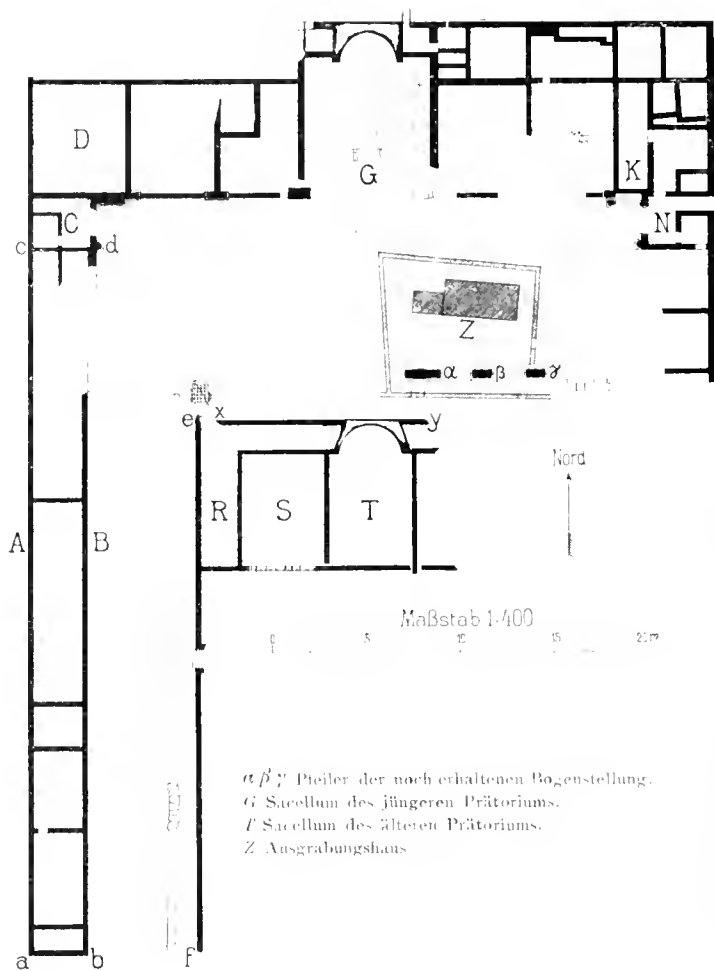 D
G
K
C
N
c
d
Z
α
β
γ
e
x
y
Nord
A
B
R
S
T
Maßstab 1:400
0
5
10
15
20 m
α β γ Pfeiler der noch erhaltenen Bogenstellung.
G Sacellum des jüngeren Prätoriums.
T Sacellum des älteren Prätoriums.
Z Ausgrabungshaus
a
b
f